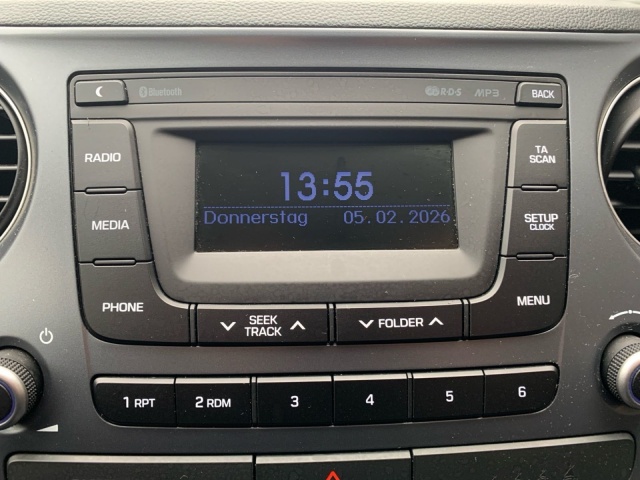 Bluetooth
R·D·S MP3
BACK
RADIO
TA
SCAN
13:55
Donnerstag 05.02.2026
MEDIA
SETUP
CLOCK
PHONE
SEEK
TRACK
FOLDER
MENU
1 RPT 2 RDM 3 4 5 6